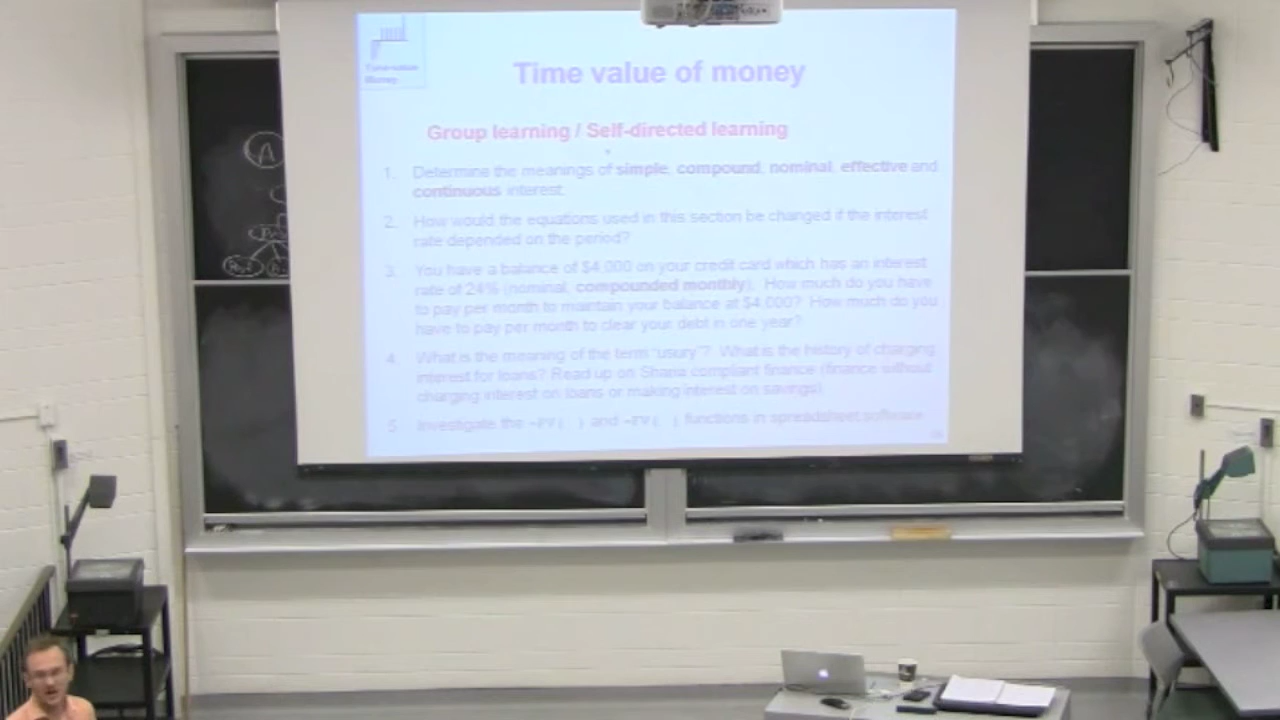 Time-value
Money
Time value of money
Group learning / Self-directed learning
1. Determine the meanings of simple, compound, nominal, effective and
continuous interest.
2. How would the equations used in this section be changed if the interest
rate depended on the period?
3. You have a balance of $4 000 on your credit card which has an interest
rate of 24% (nominal, compounded monthly). How much do you have
to pay per month to maintain your balance at $4 000? How much do you
have to pay per month to clear your debt in one year?
4. What is the meaning of the term "usury"? What is the history of charging
interest for loans? Read up on Sharia compliant finance (finance without
charging interest on loans or making interest on savings).
5. Investigate the and functions in spreadsheet software
A